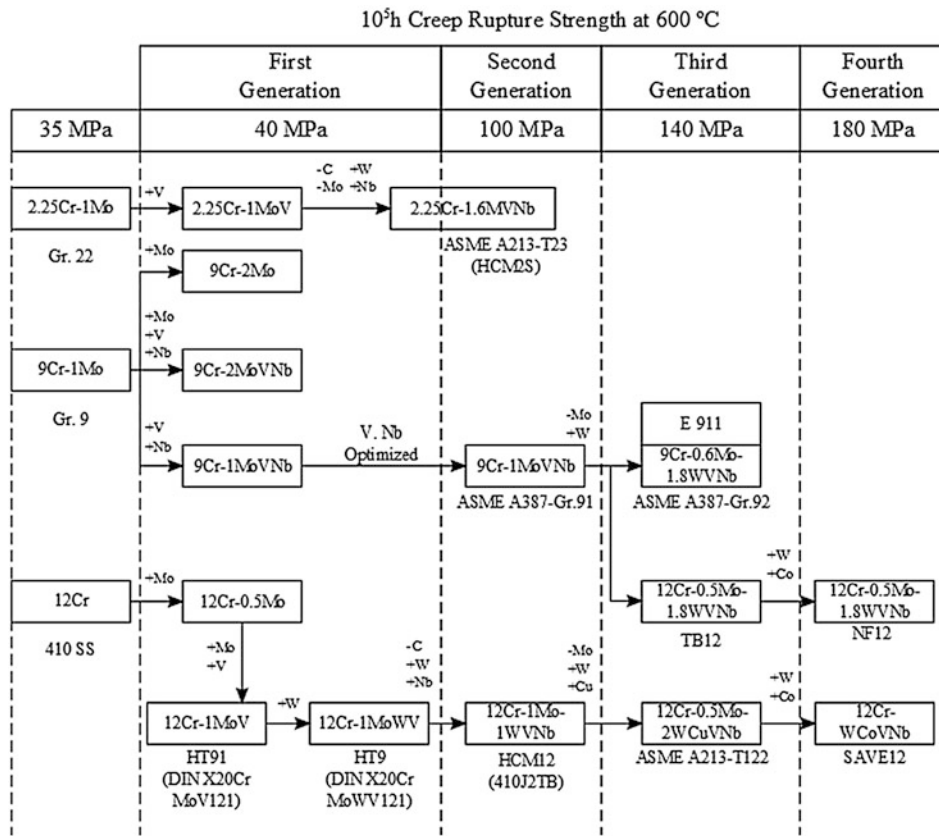 10⁵h Creep Rupture Strength at 600 ºC
First
Generation
Second
Generation
Third
Generation
Fourth
Generation
35 MPa
40 MPa
100 MPa
140 MPa
180 MPa
2.25Cr-1Mo
+V
2.25Cr-1MoV
-C +W
-Mo +Nb
2.25Cr-1.6MVNb
Gr. 22
ASME A213-T23
(HCM2S)
+Mo
9Cr-2Mo
+Mo
+V
+Nb
9Cr-1Mo
9Cr-2MoVNb
Gr. 9
+V
+Nb
9Cr-1MoVNb
V. Nb
Optimized
9Cr-1MoVNb
ASME A387-Gr.91
-Mo
+W
E 911
9Cr-0.6Mo-
1.8WVNb
ASME A387-Gr.92
12Cr
+Mo
12Cr-0.5Mo
410 SS
12Cr-0.5Mo-
1.8WVNb
TB12
+W
+Co
12Cr-0.5Mo-
1.8WVNb
NF12
+Mo
+V
12Cr-1MoV
HT91
(DIN X20Cr
MoV121)
+W
12Cr-1MoWV
HT9
(DIN X20Cr
MoWV121)
-C
+W
+Nb
12Cr-1Mo-
1WVNb
HCM12
(410J2TB)
-Mo
+W
+Cu
12Cr-0.5Mo-
2WCuVNb
ASME A213-T122
+W
+Co
12Cr-
WCoVNb
SAVE12